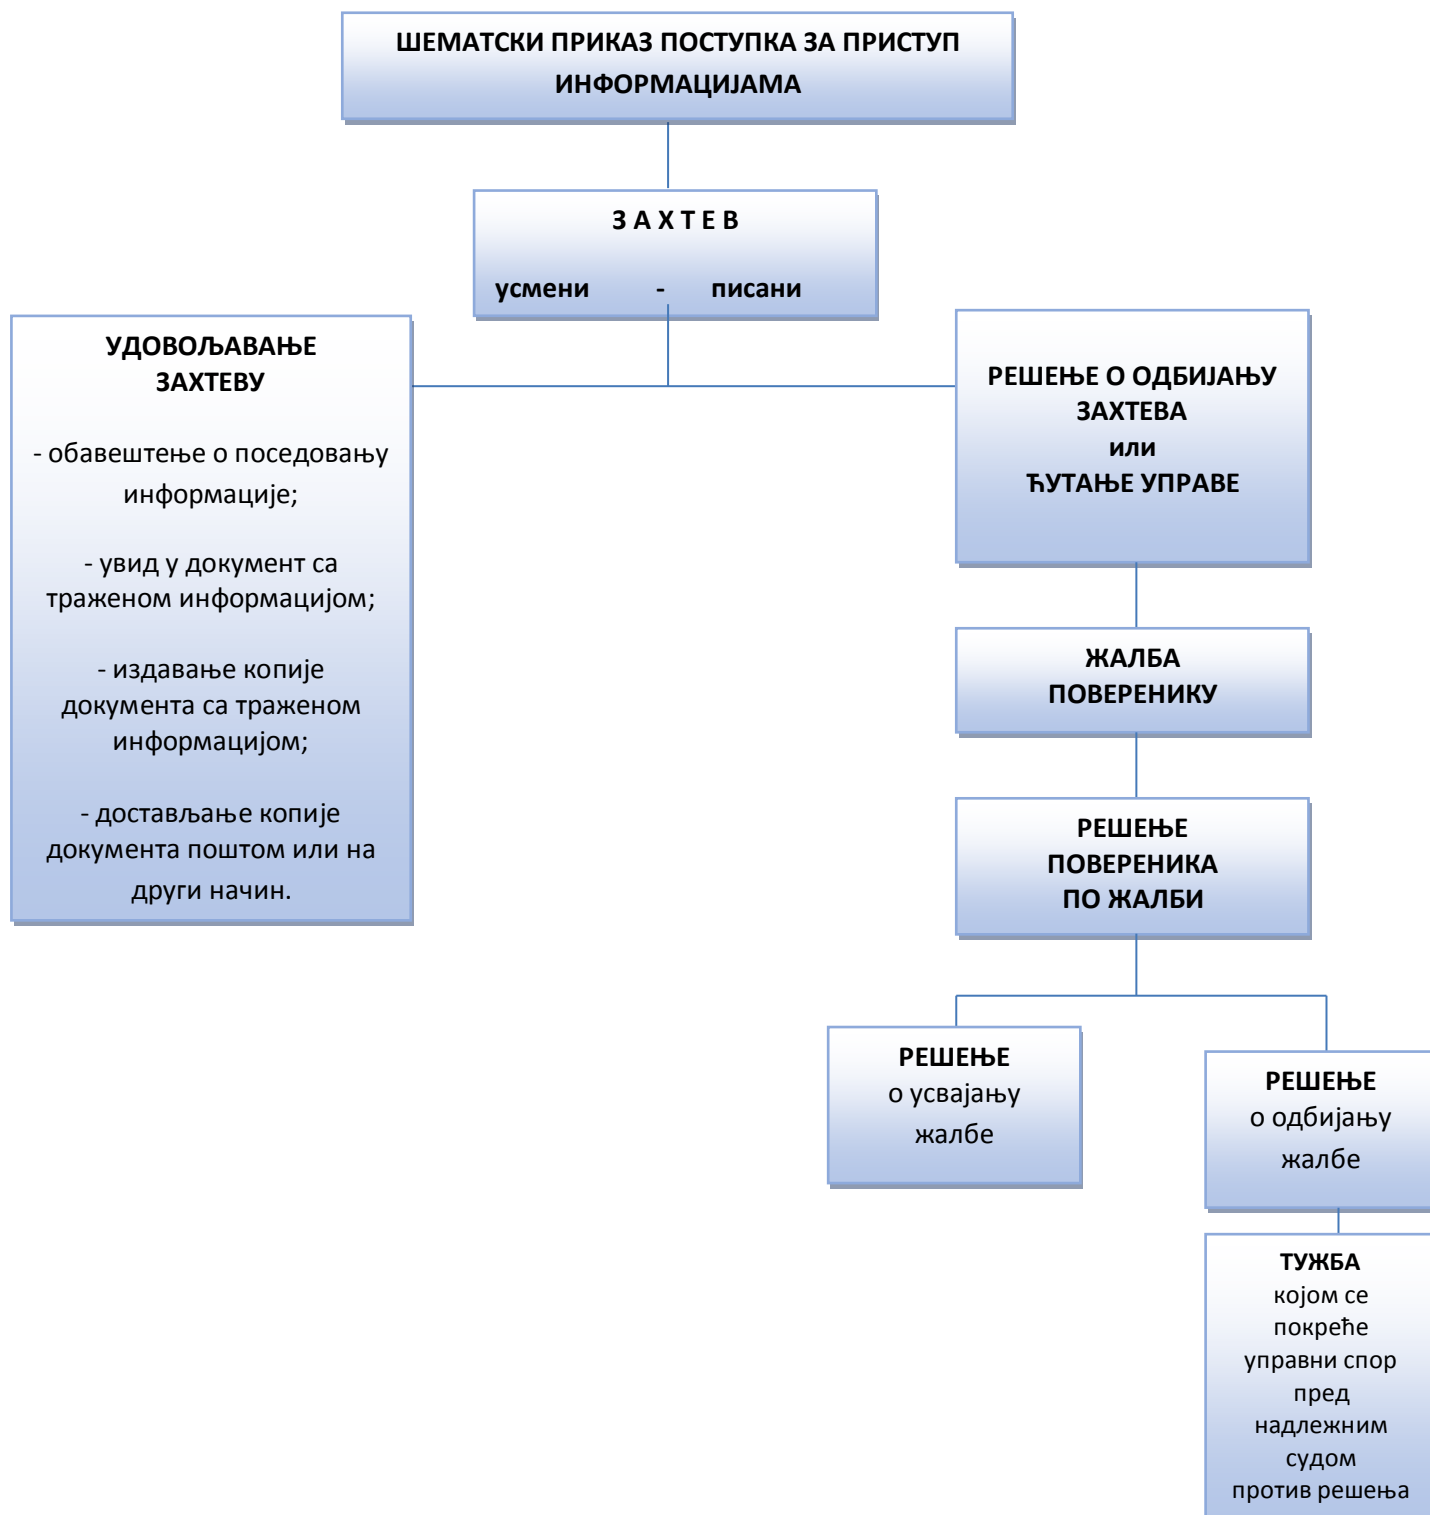 ШЕМАТСКИ ПРИКАЗ ПОСТУПКА ЗА ПРИСТУП
ИНФОРМАЦИЈАМА
З А Х Т Е В
усмени - писани
УДОВОЉАВАЊЕ
ЗАХТЕВУ
- обавештење о поседовању
информације;
- увид у документ са
траженом информацијом;
- издавање копије
документа са траженом
информацијом;
- достављање копије
документа поштом или на
други начин.
РЕШЕЊЕ О ОДБИЈАЊУ
ЗАХТЕВА
или
ЋУТАЊЕ УПРАВЕ
ЖАЛБА
ПОВЕРЕНИКУ
РЕШЕЊЕ
ПОВЕРЕНИКА
ПО ЖАЛБИ
РЕШЕЊЕ
о усвајању
жалбе
РЕШЕЊЕ
о одбијању
жалбе
ТУЖБА
којом се
покреће
управни спор
пред
надлежним
судом
против решења